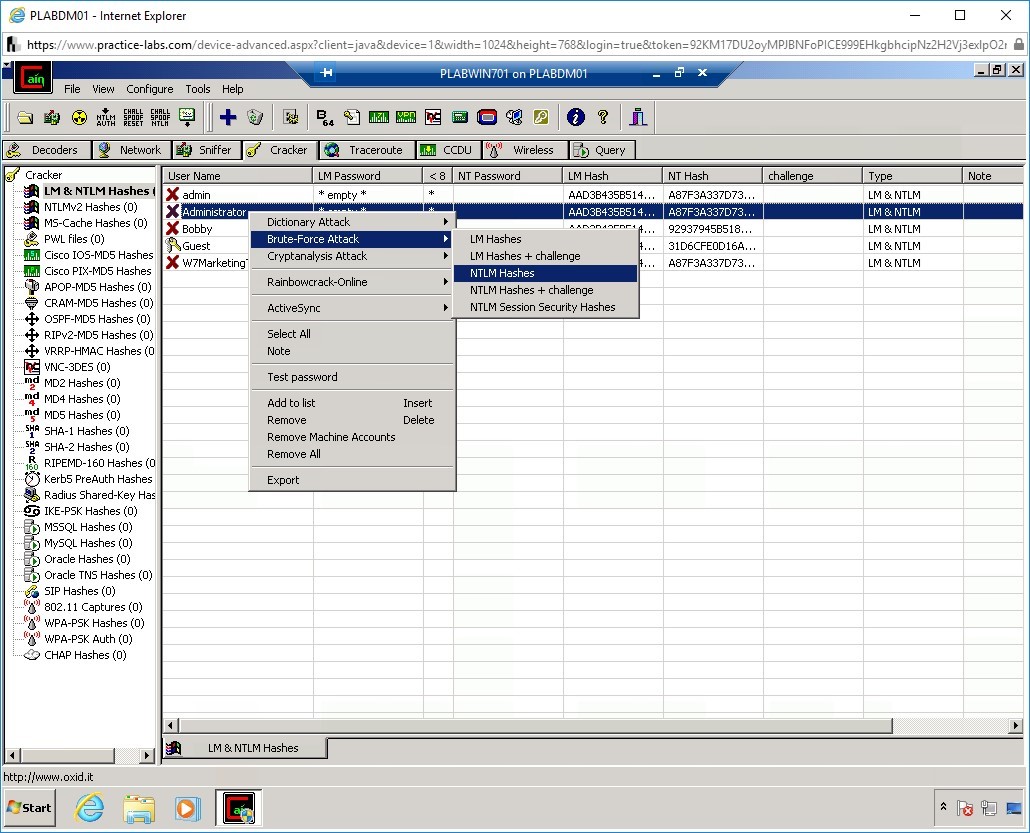 PLABDM01 - Internet Explorer
https://www.practice-labs.com/device-advanced.aspx?client=java&device=1&width=1024&height=768&login=true&token=
PLABWIN701 on PLABDM01
Cain
File View Configure Tools Help
NTLM AUTH CHALL SPOOF RESET CHALL SPOOF NTLM B64
Decoders Network Sniffer Cracker Traceroute CCDU Wireless Query
Cracker
LM & NTLM Hashes (
NTLMv2 Hashes (0)
MS-Cache Hashes (0)
PWL files (0)
Cisco IOS-MD5 Hashes
Cisco PIX-MD5 Hashes
APOP-MD5 Hashes (0)
CRAM-MD5 Hashes (0)
OSPF-MD5 Hashes (0)
RIPv2-MD5 Hashes (0)
VRRP-HMAC Hashes (0
VNC-3DES (0)
MD2 Hashes (0)
MD4 Hashes (0)
MD5 Hashes (0)
SHA-1 Hashes (0)
SHA-2 Hashes (0)
RIPEMD-160 Hashes (0
Kerb5 PreAuth Hashes
Radius Shared-Key Has
IKE-PSK Hashes (0)
MSSQL Hashes (0)
MySQL Hashes (0)
Oracle Hashes (0)
Oracle TNS Hashes (0)
SIP Hashes (0)
802.11 Captures (0)
WPA-PSK Hashes (0)
WPA-PSK Auth (0)
CHAP Hashes (0)
User Name LM Password < 8 NT Password LM Hash NT Hash challenge Type Note
admin * empty * * AAD3B435B514... A87F3A337D73... LM & NTLM
Administrator * empty * * AAD3B435B514... A87F3A337D73... LM & NTLM
Bobby 92937945B518... LM & NTLM
Guest 31D6CFE0D16A... LM & NTLM
W7Marketing A87F3A337D73... LM & NTLM
Dictionary Attack
Brute-Force Attack
Cryptanalysis Attack
Rainbowcrack-Online
ActiveSync
Select All
Note
Test password
Add to list Insert
Remove Delete
Remove Machine Accounts
Remove All
Export
LM Hashes
LM Hashes + challenge
NTLM Hashes
NTLM Hashes + challenge
NTLM Session Security Hashes
LM & NTLM Hashes
http://www.oxid.it
Start